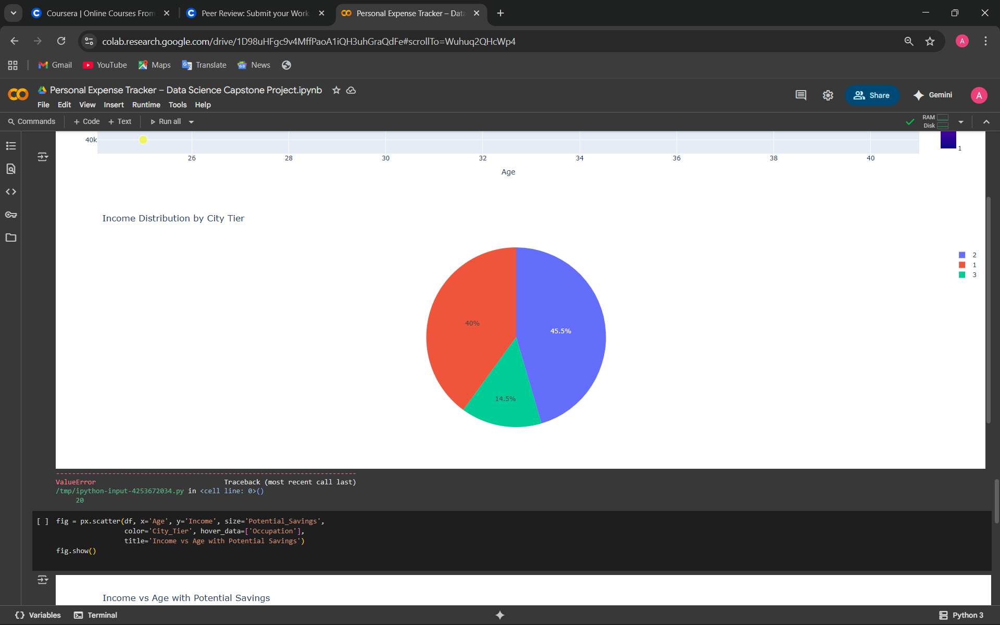 Coursera | Online Courses From
Peer Review: Submit your Work
Personal Expense Tracker – Data
colab.research.google.com/drive/1D98uHFgc9v4MffPaoA1iQH3uhGraQdFe#scrollTo=Wuhuq2QHcWp4
A
Gmail
YouTube
Maps
Translate
News
Personal Expense Tracker – Data Science Capstone Project.ipynb
Share
Gemini
A
File Edit View Insert Runtime Tools Help
Commands
+ Code + Text
Run all
RAM
Disk
40k
1
26 28 30 32 34 36 38 40
Age
Income Distribution by City Tier
2
1
3
40%
45.5%
14.5%
---------------------------------------------------------------------------
ValueError Traceback (most recent call last)
/tmp/ipython-input-4253672034.py in <cell line: 0>()
20
[ ] fig = px.scatter(df, x='Age', y='Income', size='Potential_Savings',
color='City_Tier', hover_data=['Occupation'],
title='Income vs Age with Potential Savings')
fig.show()
Income vs Age with Potential Savings
{} Variables
Terminal
Python 3